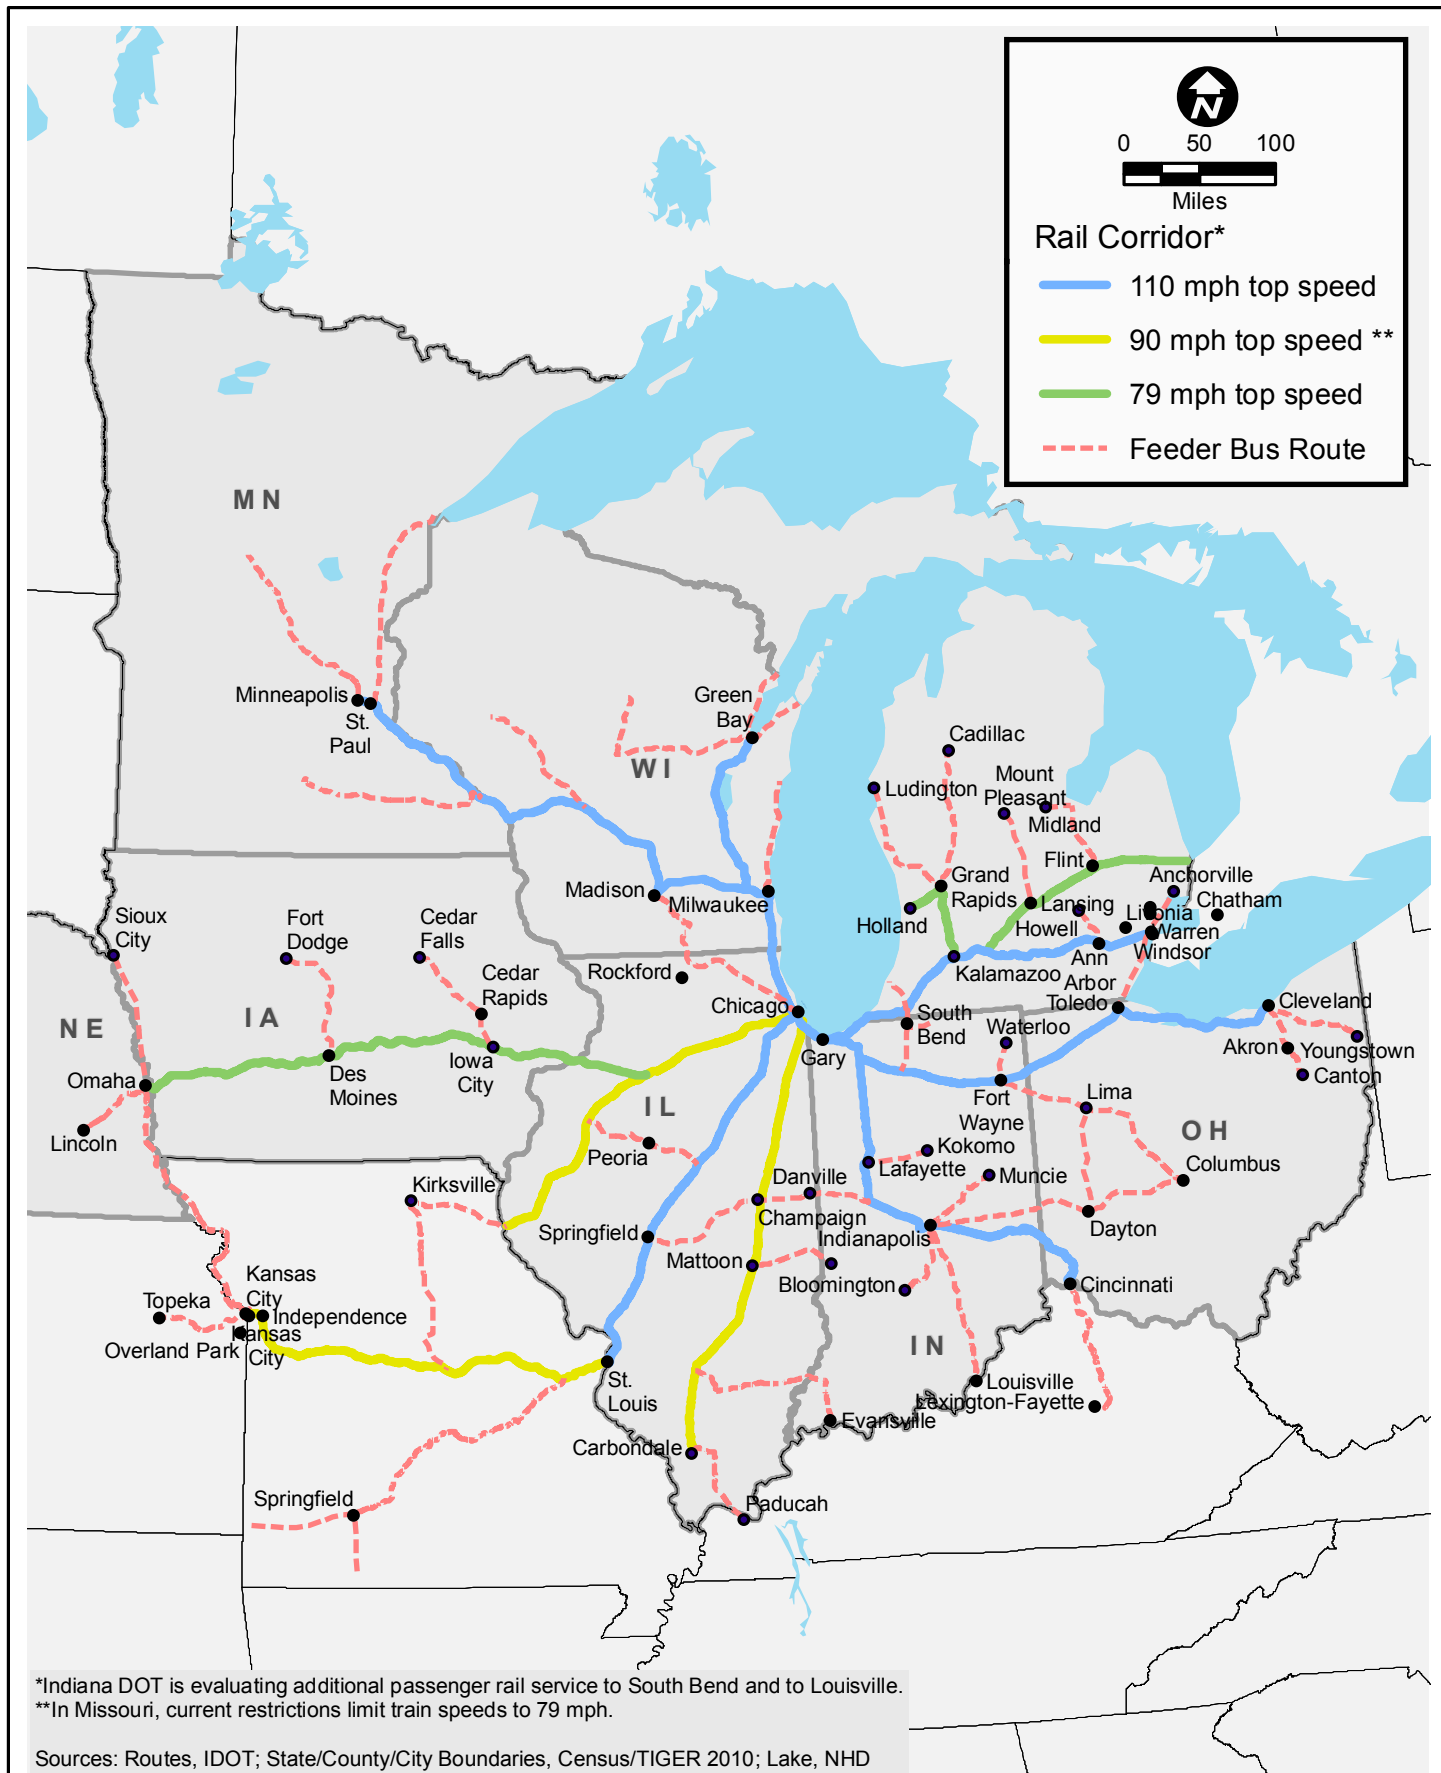 N
0 50 100
Miles
Rail Corridor*
110 mph top speed
90 mph top speed **
79 mph top speed
Feeder Bus Route
MN
Minneapolis
St.
Paul
Green
Bay
WI
Cadillac
Ludington
Mount
Pleasant
Midland
Flint
Grand
Rapids
Holland
Lansing
Howell
Anchorville
Chatham
Livonia
Warren
Windsor
Ann
Arbor
Kalamazoo
Madison
Milwaukee
Sioux
City
Fort
Dodge
Cedar
Falls
Cedar
Rapids
Rockford
Chicago
Gary
South
Bend
Waterloo
Toledo
Cleveland
Akron
Youngstown
Canton
NE
IA
Omaha
Des
Moines
Iowa
City
Lincoln
IL
Peoria
Fort
Wayne
Lima
OH
Columbus
Kokomo
Lafayette
Muncie
Danville
Champaign
Kirksville
Springfield
Mattoon
Indianapolis
Bloomington
Dayton
Cincinnati
Kansas
City
Topeka
Independence
Kansas
City
Overland Park
IN
St.
Louis
Louisville
Lexington-Fayette
Evansville
Carbondale
Springfield
Paducah
*Indiana DOT is evaluating additional passenger rail service to South Bend and to Louisville.
**In Missouri, current restrictions limit train speeds to 79 mph.
Sources: Routes, IDOT; State/County/City Boundaries, Census/TIGER 2010; Lake, NHD